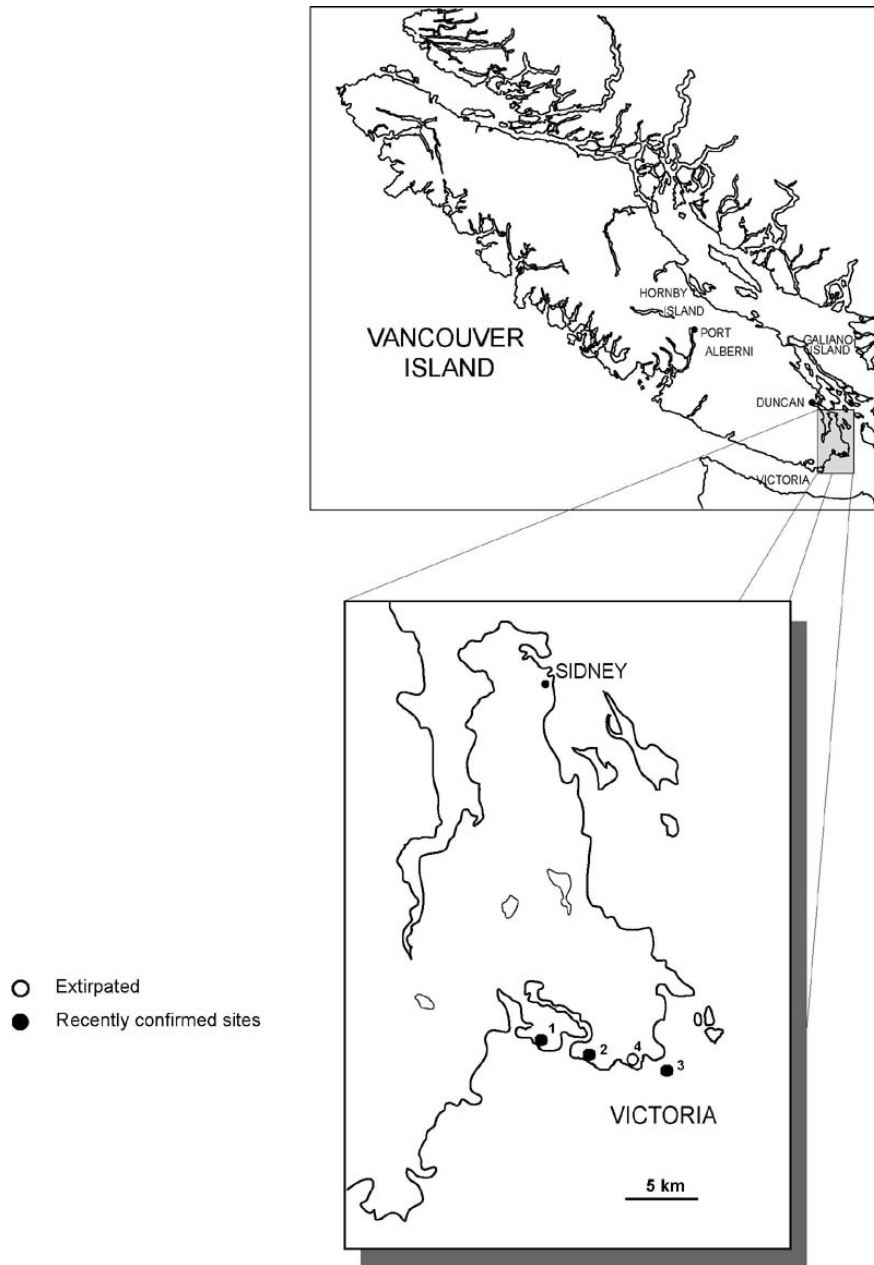 HORNBY
ISLAND
VANCOUVER
ISLAND
PORT
ALBERNI
GALIANO
ISLAND
DUNCAN
VICTORIA
SIDNEY
Extirpated
Recently confirmed sites
1
2
4
3
VICTORIA
5 km